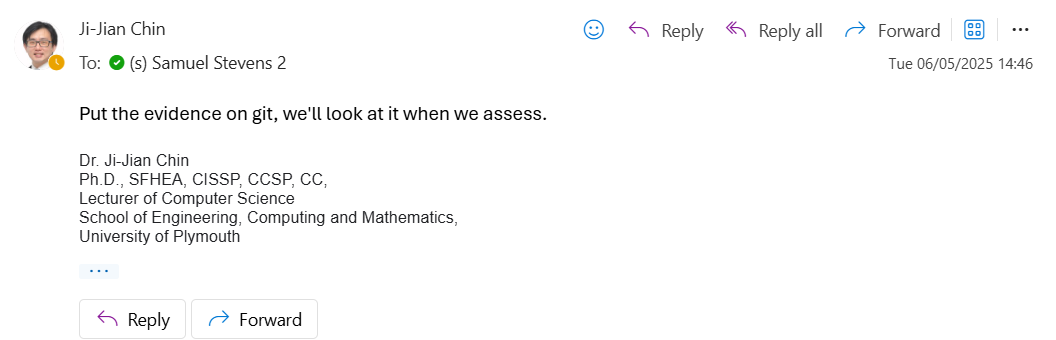 Ji-Jian Chin
Reply
Reply all
Forward
To: (s) Samuel Stevens 2
Tue 06/05/2025 14:46
Put the evidence on git, we'll look at it when we assess.
Dr. Ji-Jian Chin
Ph.D., SFHEA, CISSP, CCSP, CC,
Lecturer of Computer Science
School of Engineering, Computing and Mathematics,
University of Plymouth
Reply
Forward